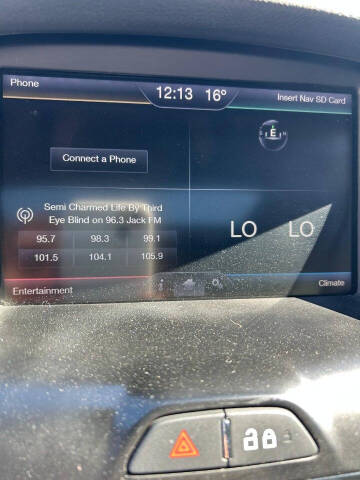 Phone
12:13 16°
Insert Nav SD Card
E
Connect a Phone
Semi Charmed Life By Third
Eye Blind on 96.3 Jack FM
LO LO
95.7 98.3 99.1
101.5 104.1 105.9
Entertainment
i
Climate